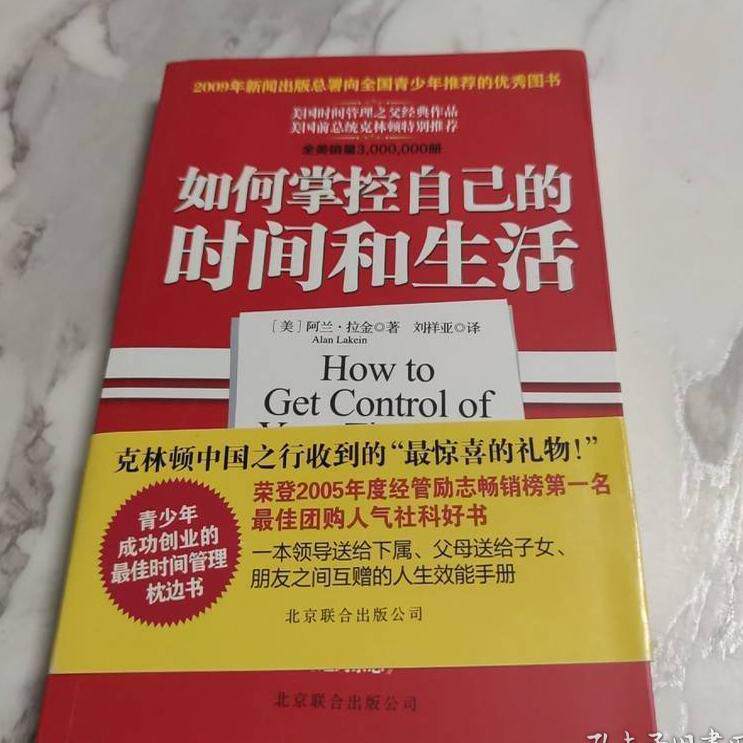 2009年新闻出版总署向全国青少年推荐的优秀图书
美国时间管理之父经典作品
美国前总统克林顿特别推荐
全美销量3,000,000册
如何掌控自己的
时间和生活
[美]阿兰·拉金◎著 刘祥亚◎译
Alan Lakein
How to
Get Control of
克林顿中国之行收到的“最惊喜的礼物!”
荣登2005年度经管励志畅销榜第一名
最佳团购人气社科好书
一本领导送给下属、父母送给子女、
朋友之间互赠的人生效能手册
青少年
成功创业的
最佳时间管理
枕边书
北京联合出版公司
北京联合出版公司